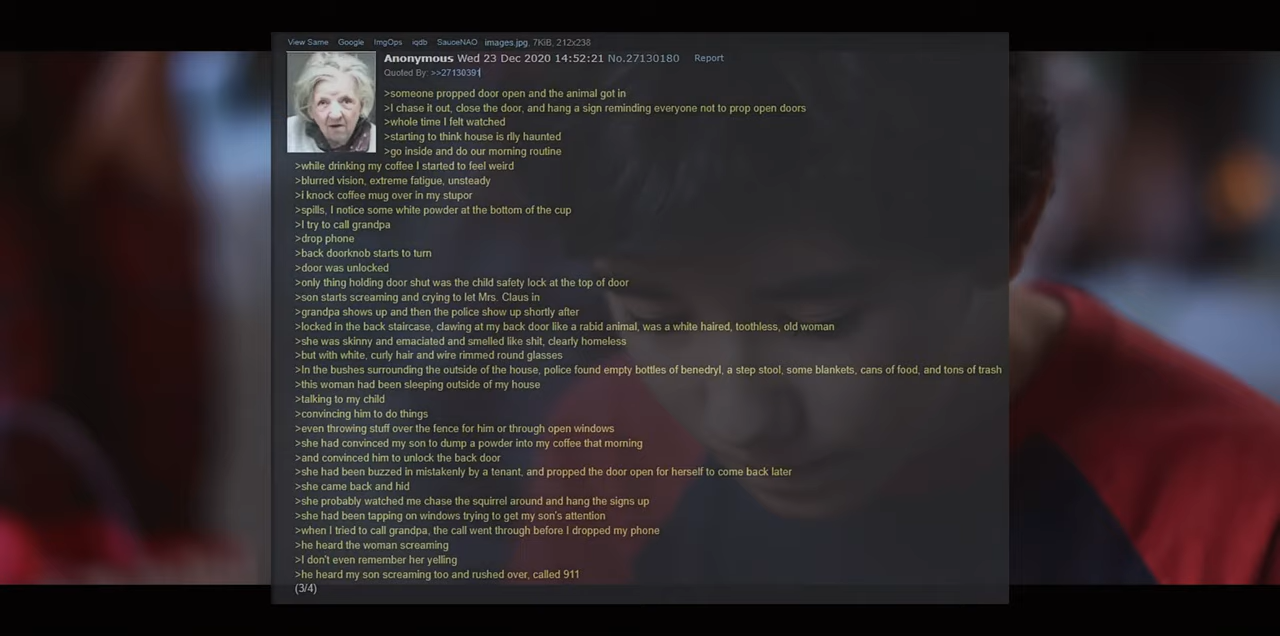 View Same Google ImgOps iqdb SauceNAO images.jpg, 7KiB, 212x238
Anonymous Wed 23 Dec 2020 14:52:21 No.27130180 Report
Quoted By: >>27130391
>someone propped door open and the animal got in
>I chase it out, close the door, and hang a sign reminding everyone not to prop open doors
>whole time I felt watched
>starting to think house is rlly haunted
>go inside and do our morning routine
>while drinking my coffee I started to feel weird
>blurred vision, extreme fatigue, unsteady
>i knock coffee mug over in my stupor
>spills, I notice some white powder at the bottom of the cup
>I try to call grandpa
>drop phone
>back doorknob starts to turn
>door was unlocked
>only thing holding door shut was the child safety lock at the top of door
>son starts screaming and crying to let Mrs. Claus in
>grandpa shows up and then the police show up shortly after
>locked in the back staircase, clawing at my back door like a rabid animal, was a white haired, toothless, old woman
>she was skinny and emaciated and smelled like shit, clearly homeless
>but with white, curly hair and wire rimmed round glasses
>In the bushes surrounding the outside of the house, police found empty bottles of benedryl, a step stool, some blankets, cans of food, and tons of trash
>this woman had been sleeping outside of my house
>talking to my child
>convincing him to do things
>even throwing stuff over the fence for him or through open windows
>she had convinced my son to dump a powder into my coffee that morning
>and convinced him to unlock the back door
>she had been buzzed in mistakenly by a tenant, and propped the door open for herself to come back later
>she came back and hid
>she probably watched me chase the squirrel around and hang the signs up
>she had been tapping on windows trying to get my son's attention
>when I tried to call grandpa, the call went through before I dropped my phone
>he heard the woman screaming
>I don't even remember her yelling
>he heard my son screaming too and rushed over, called 911
(3/4)